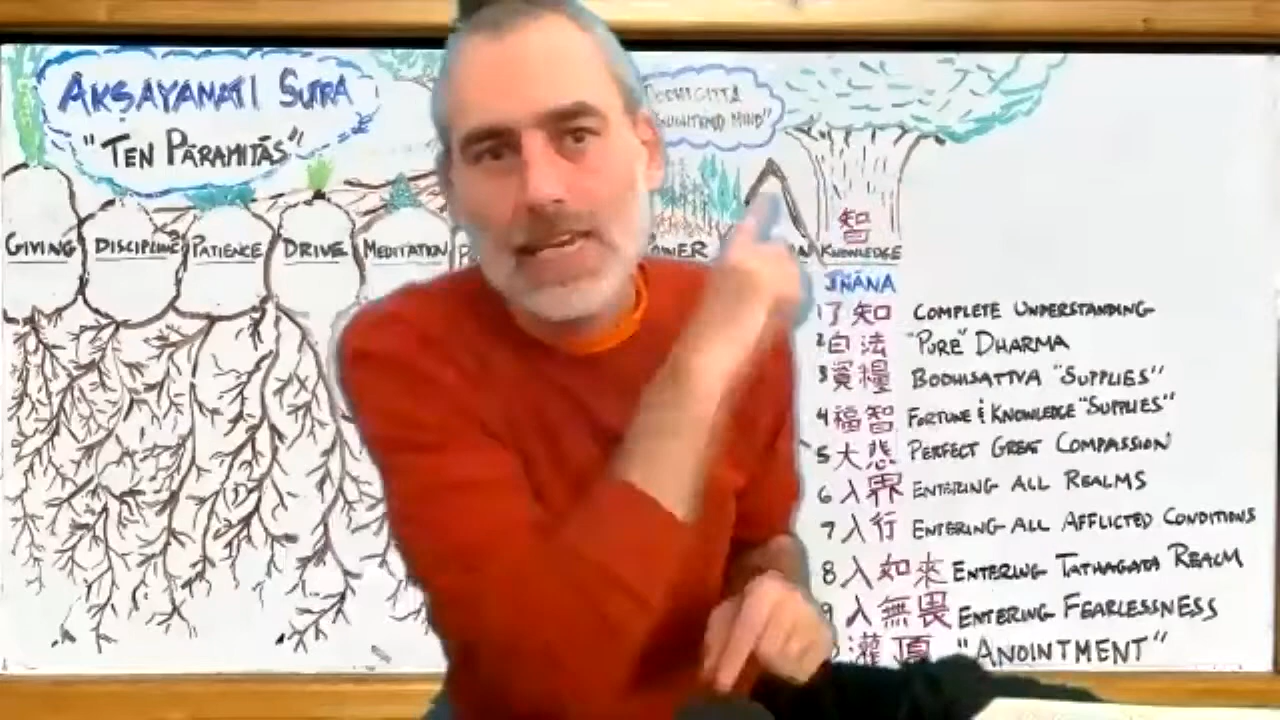 AKṢAYAMATI SUTRA
"TEN PĀRAMITĀS"
MIND"
GIVING DISCIPLINE PATIENCE DRIVE MEDITATION
知
KNOWLEDGE
JÑĀNA
1 了知 COMPLETE UNDERSTANDING
2 白法 "PURE" DHARMA
3 資糧 BODHISATTVA "SUPPLIES"
4 福智 FORTUNE & KNOWLEDGE "SUPPLIES"
5 大悲 PERFECT GREAT COMPASSION
6 入界 ENTERING ALL REALMS
7 入行 ENTERING ALL AFFLICTED CONDITIONS
8 入如來 ENTERING TATHAGATA REALM
9 入無畏 ENTERING FEARLESSNESS
灌頂 "ANOINTMENT"